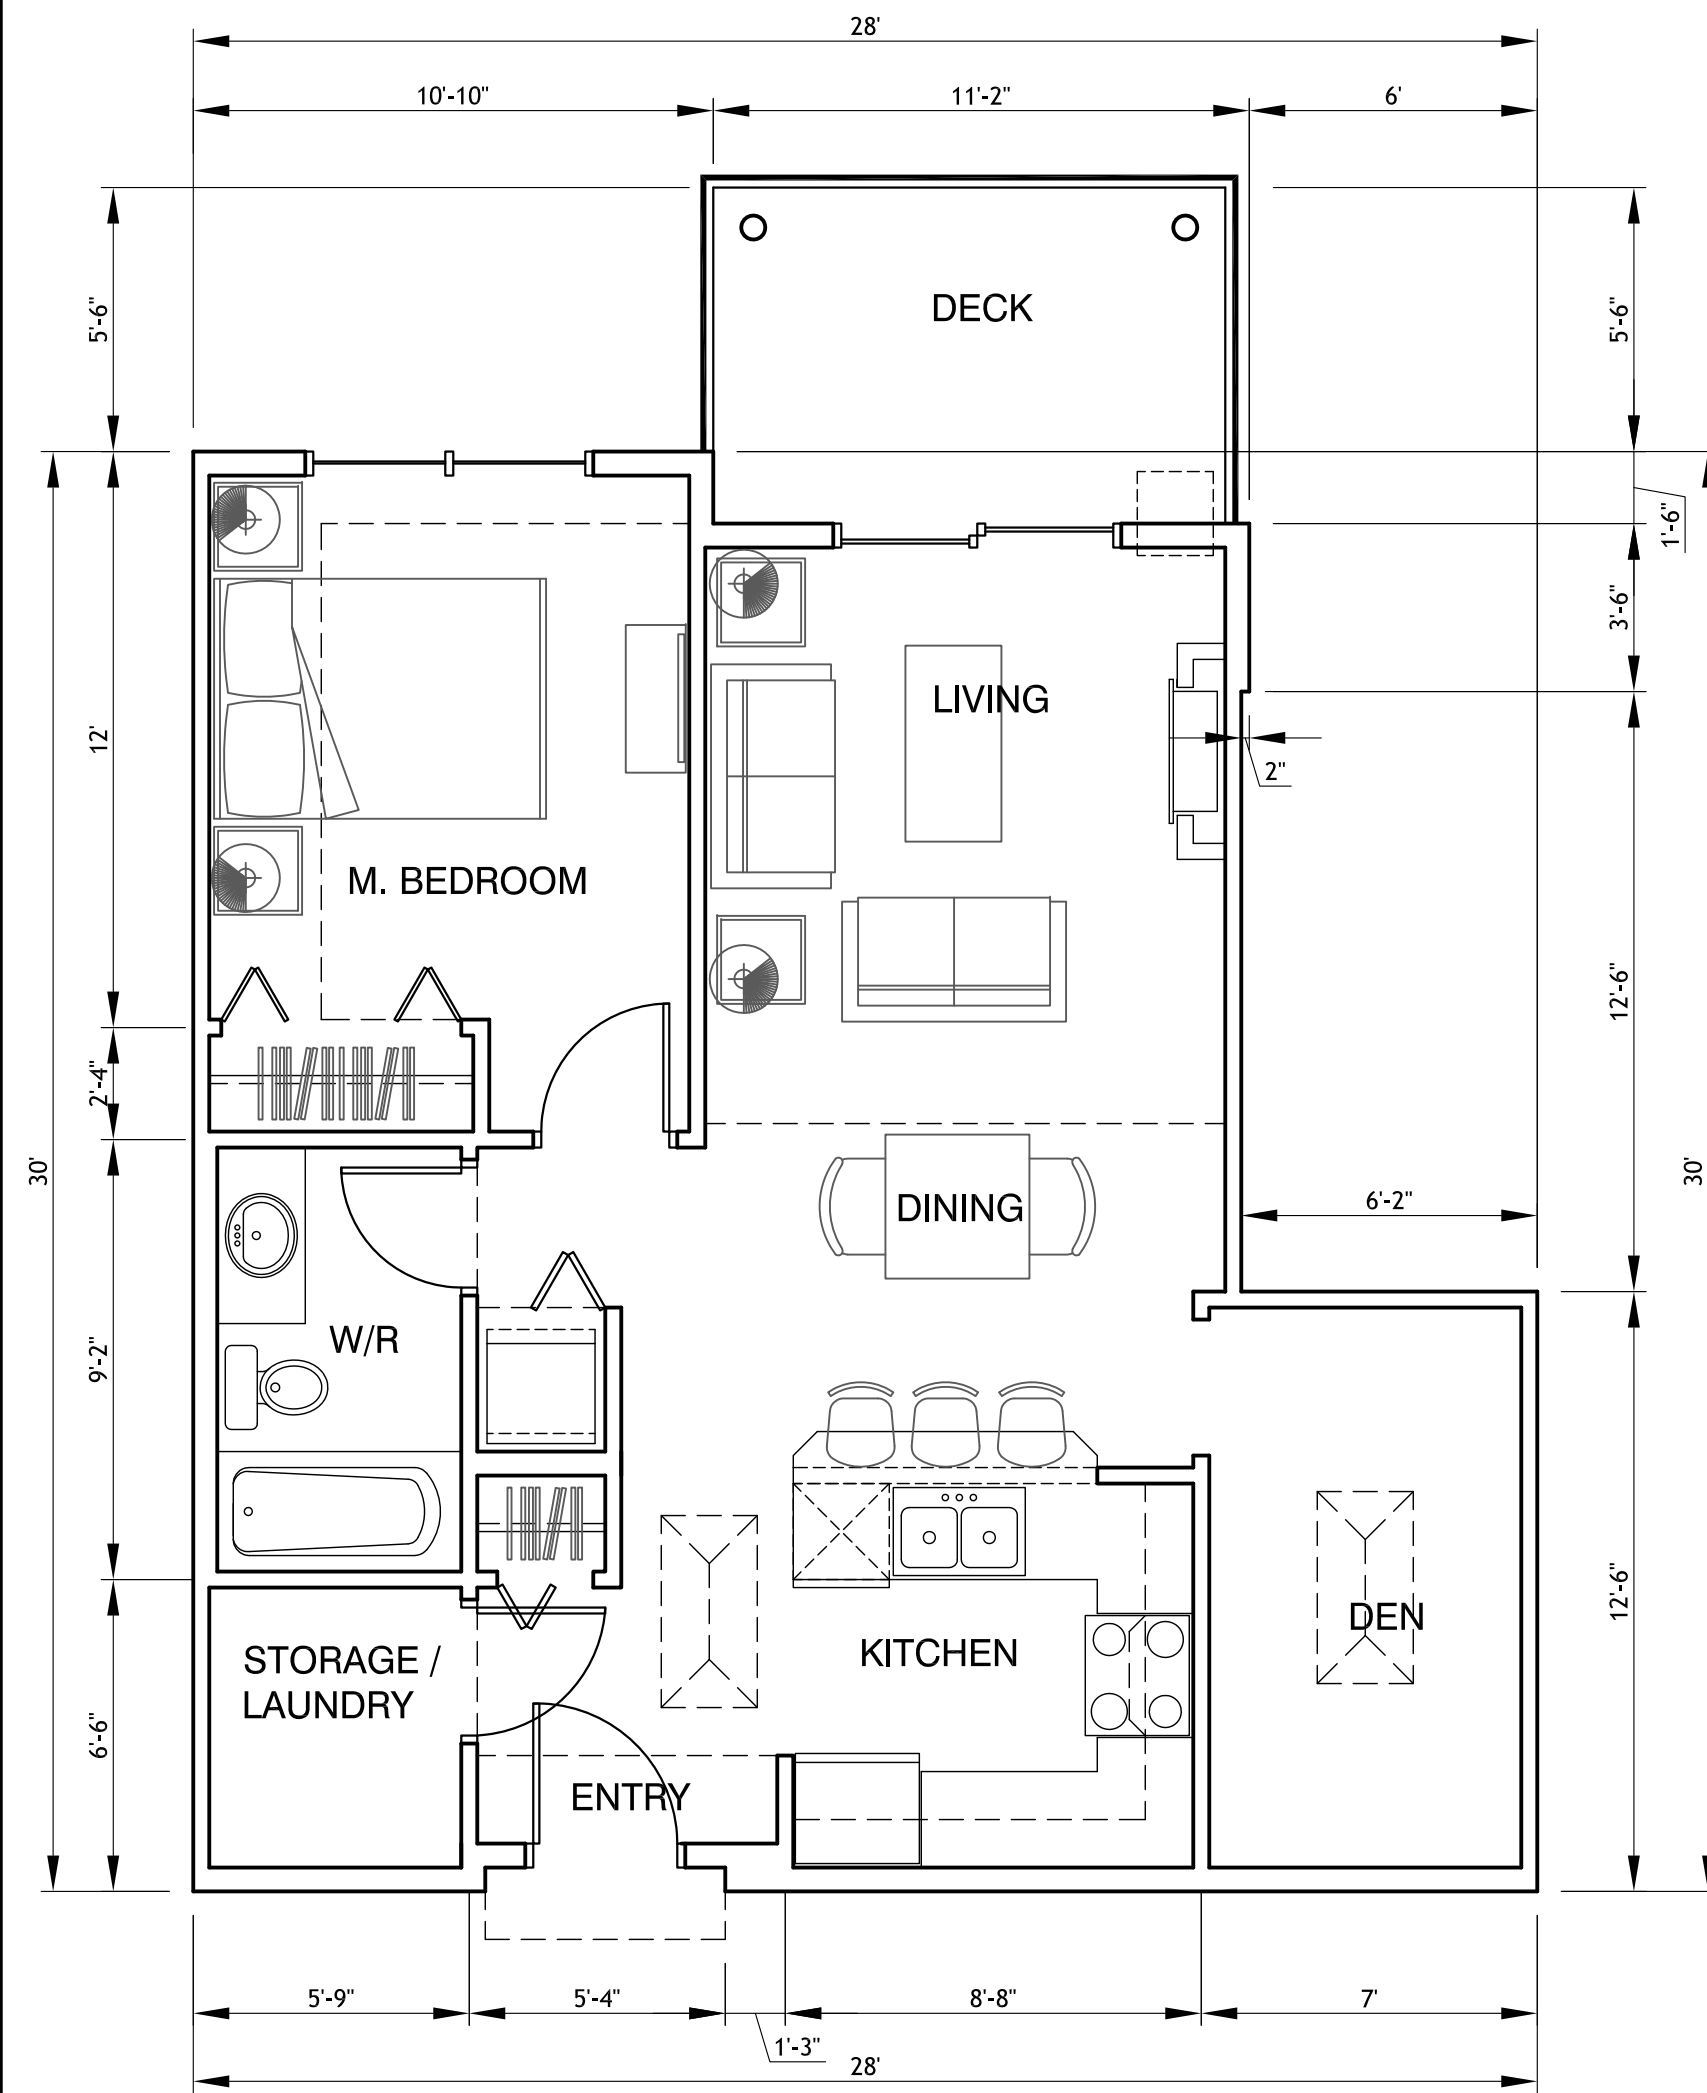 28'
10'-10"
11'-2"
6'
5'-6"
5'-6"
DECK
1'-6"
3'-6"
12'
LIVING
2"
M. BEDROOM
12'-6"
2'-4"
30'
30'
DINING
6'-2"
W/R
9'-2"
12'-6"
DEN
KITCHEN
STORAGE /
LAUNDRY
6'-6"
ENTRY
5'-9"
5'-4"
8'-8"
7'
1'-3"
28'